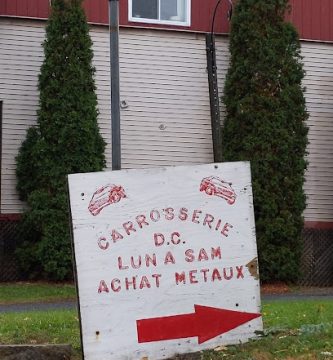 CARROSSERIE
D.C.
LUN A SAM
ACHAT METAUX